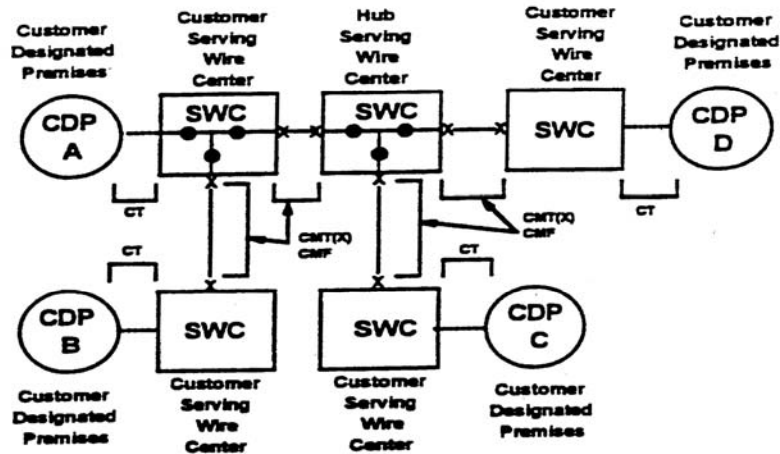 Customer
Designated
Premises
Customer
Serving
Wire
Center
Hub
Serving
Wire
Center
Customer
Serving
Wire
Center
Customer
Designated
Premises
CDP
A
SWC
SWC
SWC
CDP
D
CT
CT
CMT(X)
CMF
CMT(X)
CMF
CT
CT
CDP
B
SWC
SWC
CDP
C
Customer
Designated
Premises
Customer
Serving
Wire
Center
Customer
Serving
Wire
Center
Customer
Designated
Premises